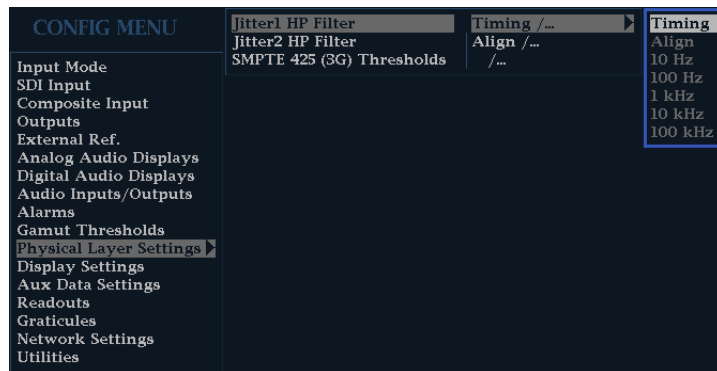 CONFIG MENU
Input Mode
SDI Input
Composite Input
Outputs
External Ref.
Analog Audio Displays
Digital Audio Displays
Audio Inputs/Outputs
Alarms
Gamut Thresholds
Physical Layer Settings
Display Settings
Aux Data Settings
Readouts
Graticules
Network Settings
Utilities
Jitter1 HP Filter Timing /...
Jitter2 HP Filter Align /...
SMPTE 425 (3G) Thresholds /...
Timing
Align
10 Hz
100 Hz
1 kHz
10 kHz
100 kHz